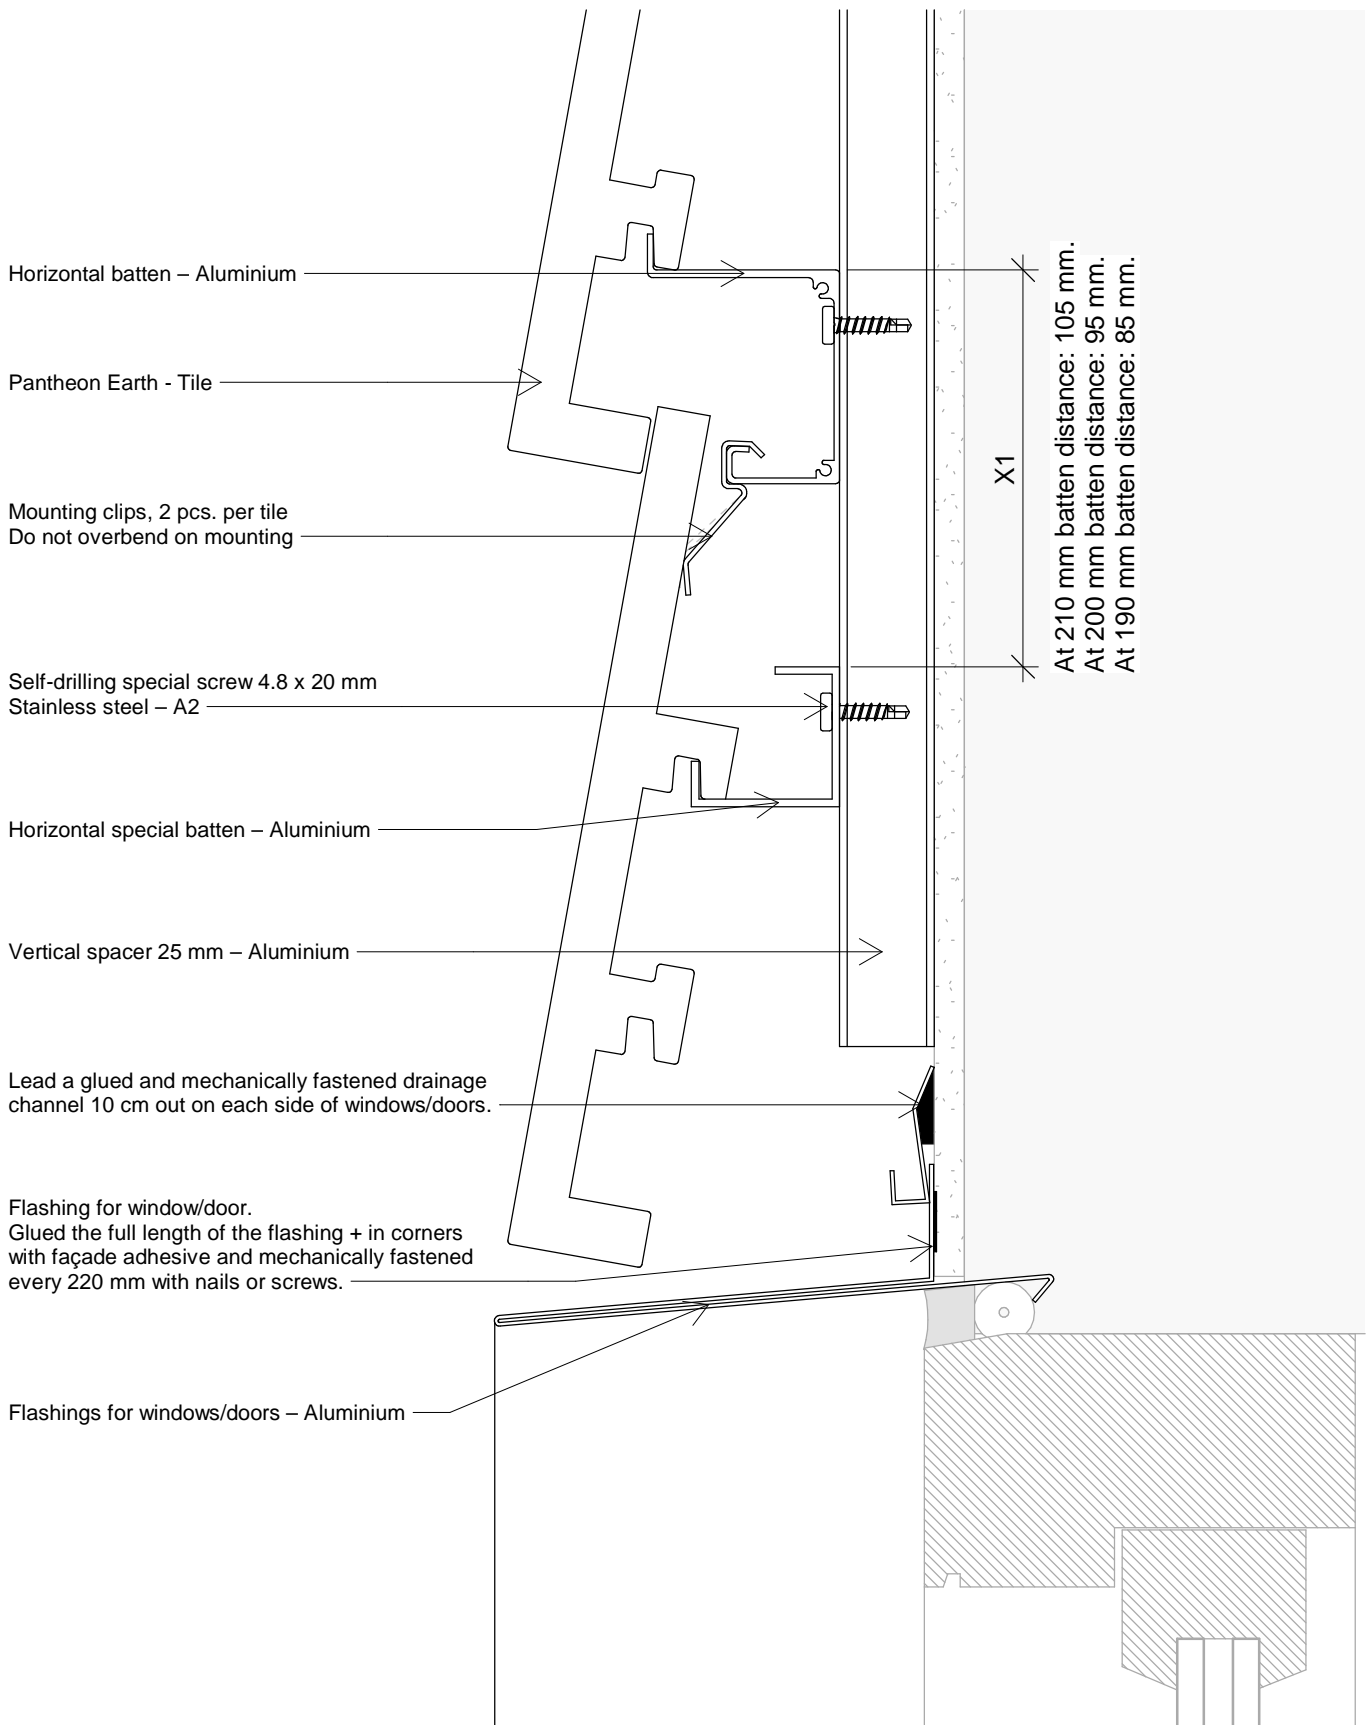 Horizontal batten – Aluminium
Pantheon Earth - Tile
Mounting clips, 2 pcs. per tile
Do not overbend on mounting
Self-drilling special screw 4.8 x 20 mm
Stainless steel – A2
Horizontal special batten – Aluminium
Vertical spacer 25 mm – Aluminium
Lead a glued and mechanically fastened drainage
channel 10 cm out on each side of windows/doors.
Flashing for window/door.
Glued the full length of the flashing + in corners
with façade adhesive and mechanically fastened
every 220 mm with nails or screws.
Flashings for windows/doors – Aluminium
X1
At 210 mm batten distance: 105 mm.
At 200 mm batten distance: 95 mm.
At 190 mm batten distance: 85 mm.